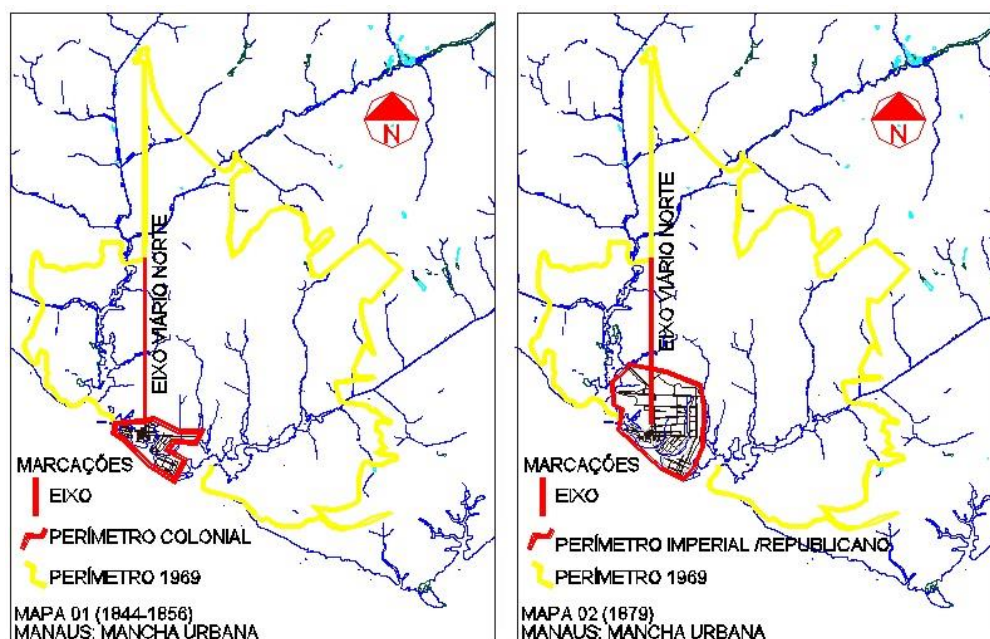 N
EIXO VIÁRIO NORTE
MARCAÇÕES
EIXO
PERÍMETRO COLONIAL
PERÍMETRO 1969
MAPA 01 (1844-1856)
MANAUS: MANCHA URBANA
N
EIXO VIÁRIO NORTE
MARCAÇÕES
EIXO
PERÍMETRO IMPERIAL /REPUBLICANO
PERÍMETRO 1969
MAPA 02 (1879)
MANAUS: MANCHA URBANA